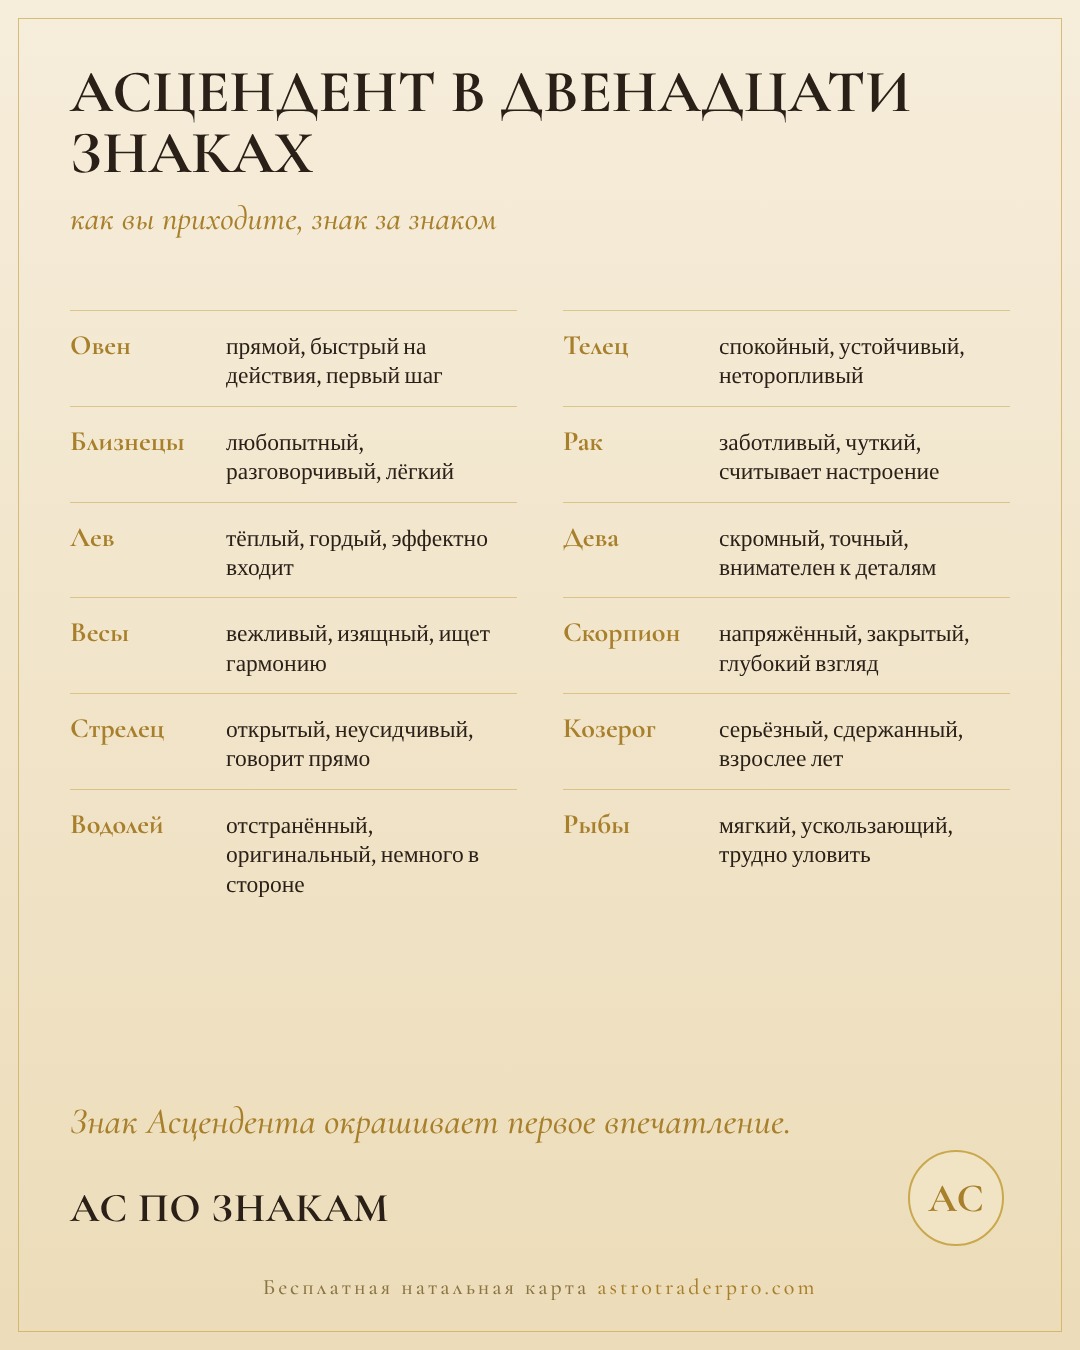 АСЦЕНДЕНТ В ДВЕНАДЦАТИ
ЗНАКАХ
как вы приходите, знак за знаком
Овен
прямой, быстрый на
действия, первый шаг
Телец
спокойный, устойчивый,
неторопливый
Близнецы
любопытный,
разговорчивый, лёгкий
Рак
заботливый, чуткий,
считывает настроение
Лев
тёплый, гордый, эффектно
входит
Дева
скромный, точный,
внимателен к деталям
Весы
вежливый, изящный, ищет
гармонию
Скорпион
напряжённый, закрытый,
глубокий взгляд
Стрелец
открытый, неусидчивый,
говорит прямо
Козерог
серьёзный, сдержанный,
взрослее лет
Водолей
отстранённый,
оригинальный, немного в
стороне
Рыбы
мягкий, ускользающий,
трудно уловить
Знак Асцендента окрашивает первое впечатление.
АС ПО ЗНАКАМ
АС
Бесплатная натальная карта astrotraderpro.com